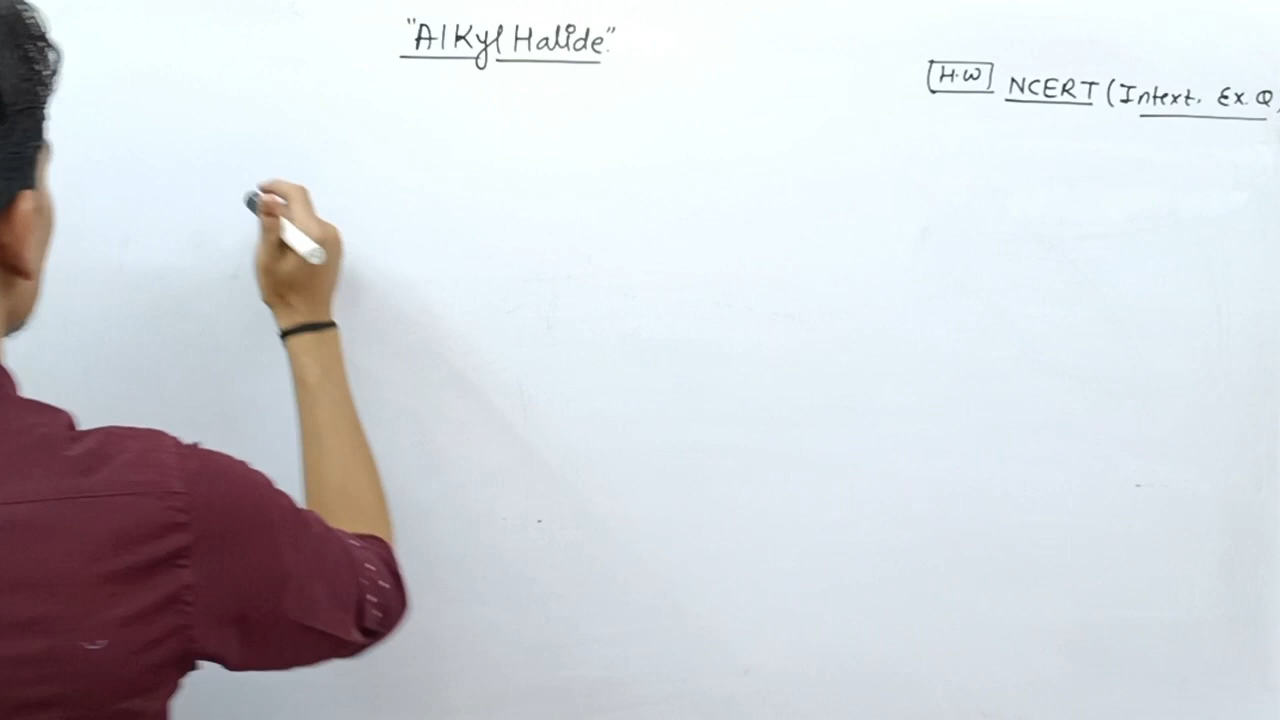 "Alkyl Halide."
H.W NCERT (Intext. Ex. Q)